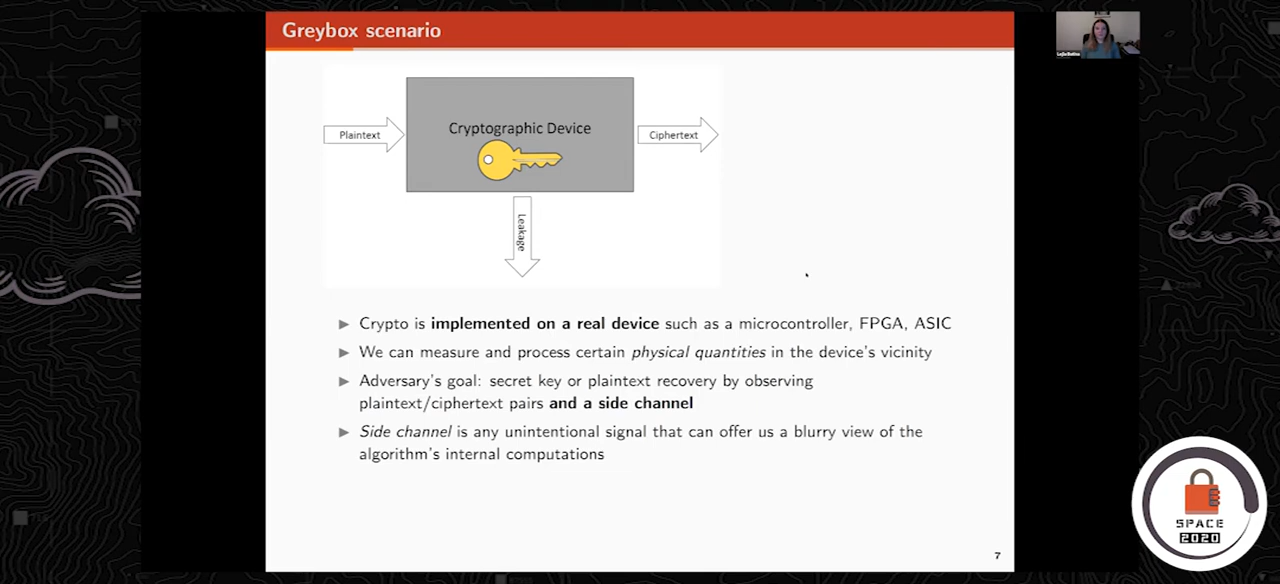 Greybox scenario
Lejla Batina
Plaintext
Cryptographic Device
Ciphertext
Leakage
▶ Crypto is implemented on a real device such as a microcontroller, FPGA, ASIC
▶ We can measure and process certain physical quantities in the device's vicinity
▶ Adversary's goal: secret key or plaintext recovery by observing
plaintext/ciphertext pairs and a side channel
▶ Side channel is any unintentional signal that can offer us a blurry view of the
algorithm's internal computations
SPACE
2020
7